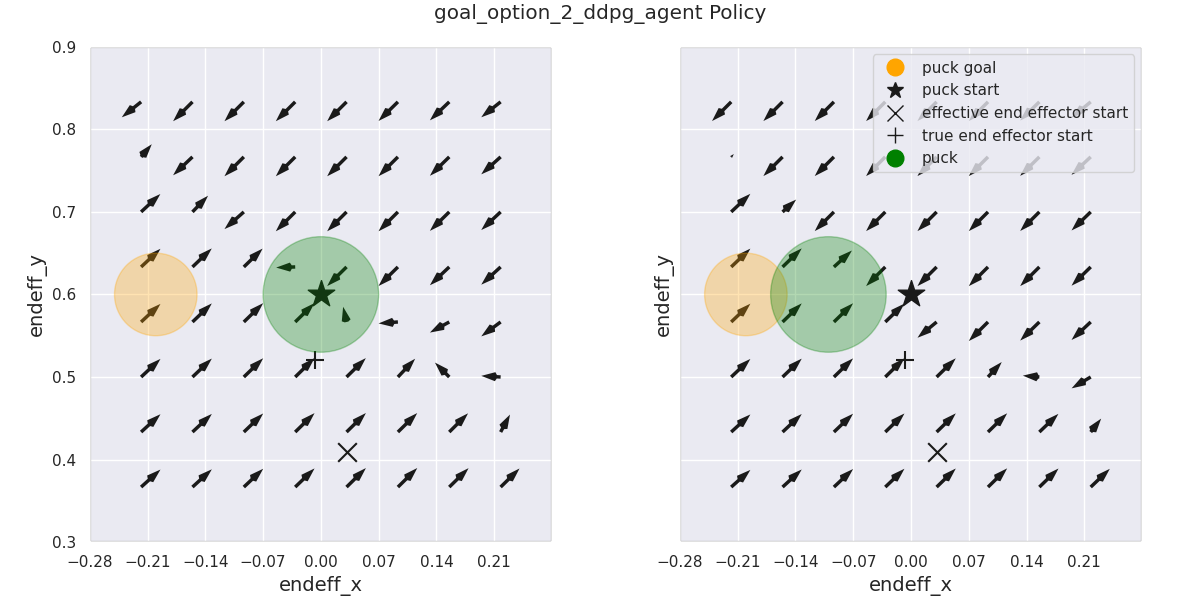 goal_option_2_ddpg_agent Policy
endeff_y
0.9
0.8
0.7
0.6
0.5
0.4
0.3
−0.28 −0.21 −0.14 −0.07 0.00 0.07 0.14 0.21
endeff_x
endeff_y
puck goal
puck start
effective end effector start
true end effector start
puck
−0.28 −0.21 −0.14 −0.07 0.00 0.07 0.14 0.21
endeff_x